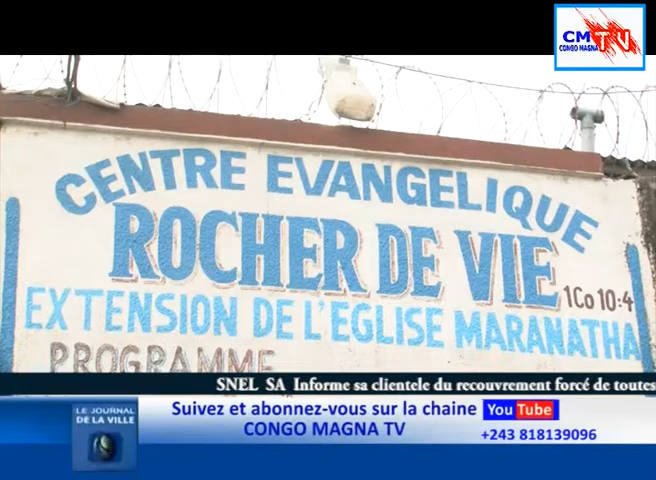 CM TV
CONGO MAGNA
CENTRE EVANGELIQUE
ROCHER DE VIE
1Co 10:4
EXTENSION DE L'EGLISE MARANATHA
PROGRAMME
SNEL SA Informe sa clientele du recouvrement forcé de toutes
LE JOURNAL
DE LA VILLE
Suivez et abonnez-vous sur la chaine YouTube
CONGO MAGNA TV
+243 818139096